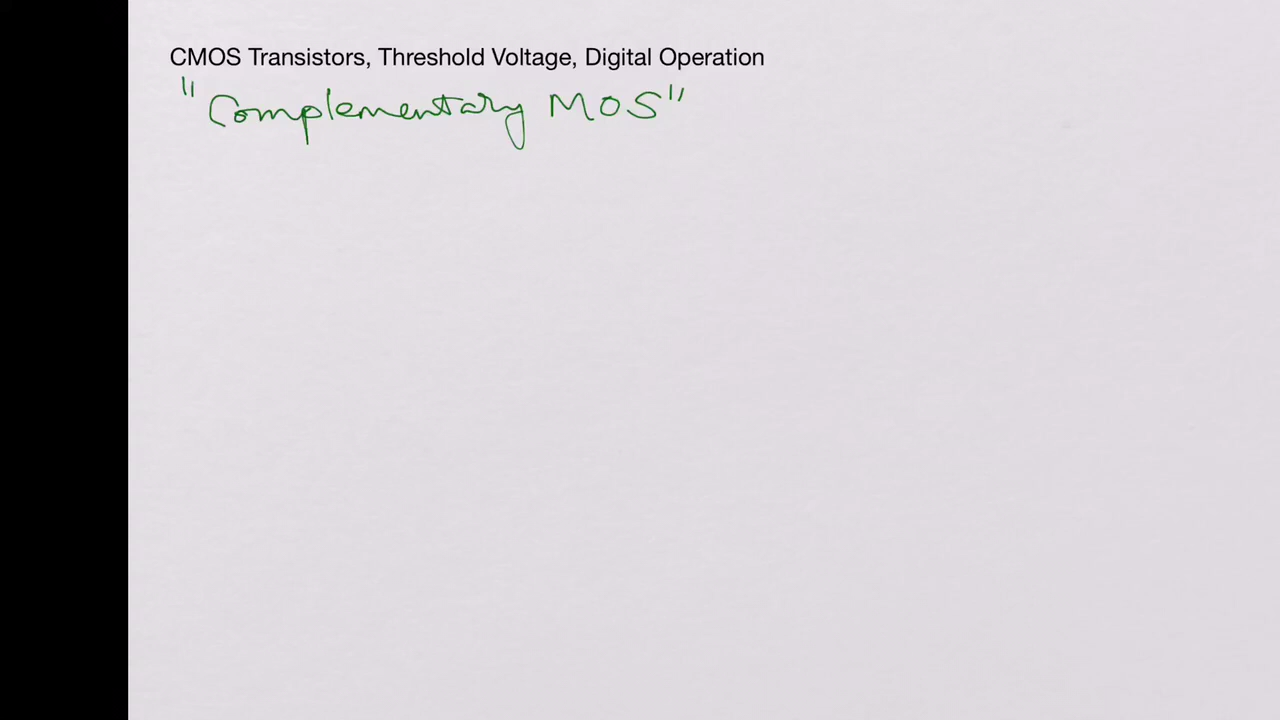 CMOS Transistors, Threshold Voltage, Digital Operation
"Complementary MOS"